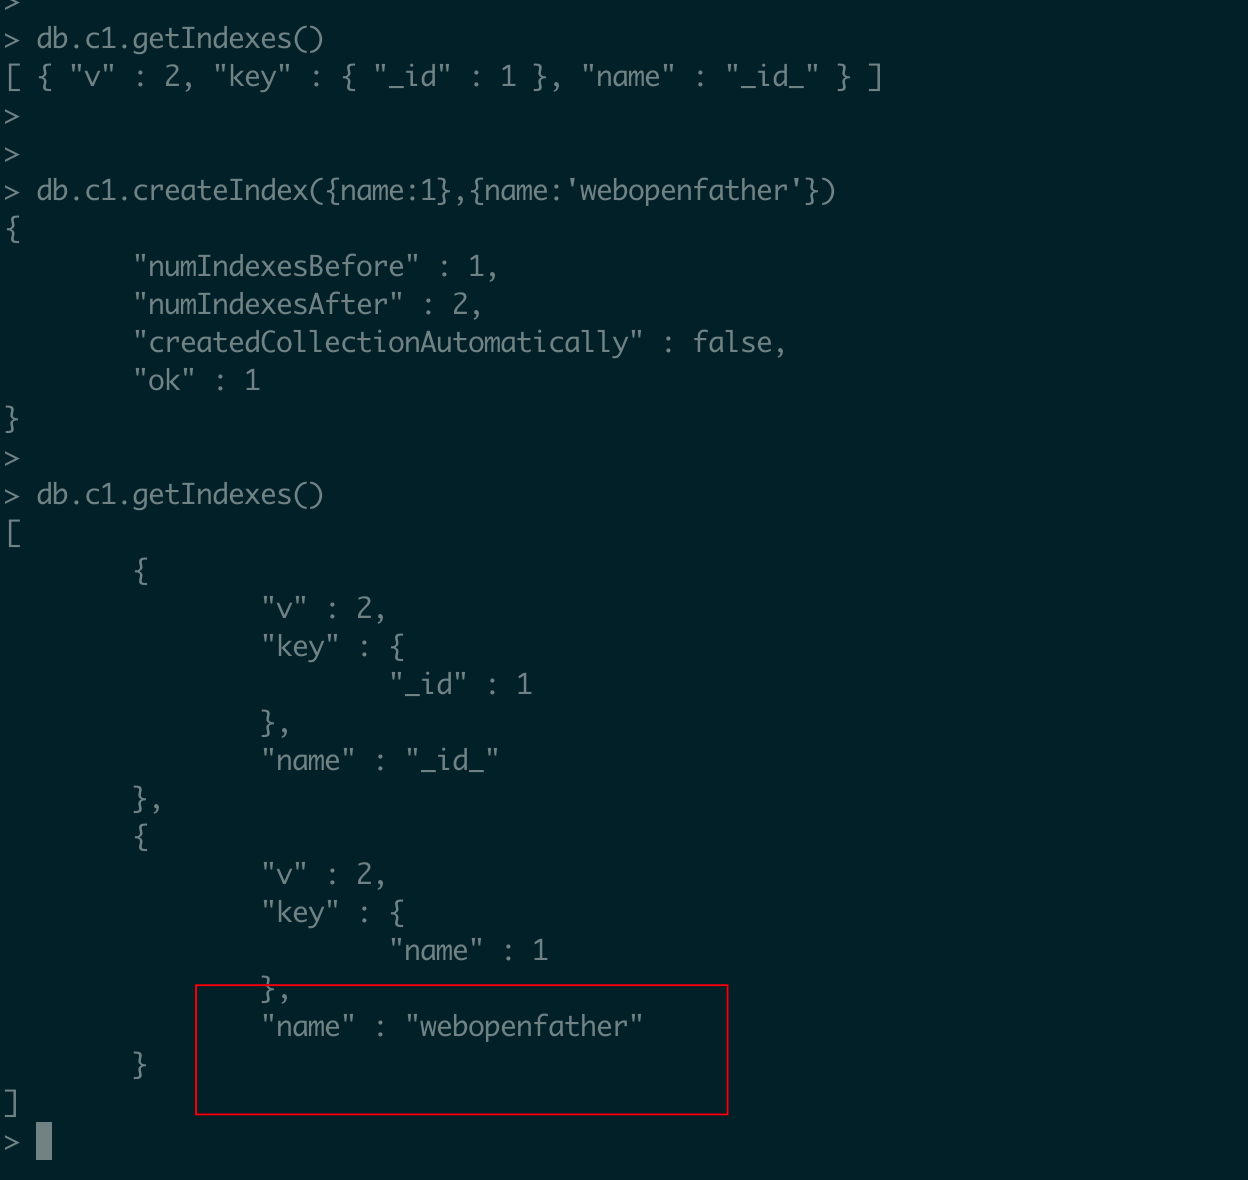 >
> db.c1.getIndexes()
[ { "v" : 2, "key" : { "_id" : 1 }, "name" : "_id_" } ]
>
>
> db.c1.createIndex({name:1},{name:'webopenfather'})
{
        "numIndexesBefore" : 1,
        "numIndexesAfter" : 2,
        "createdCollectionAutomatically" : false,
        "ok" : 1
}
>
> db.c1.getIndexes()
[
        {
                "v" : 2,
                "key" : {
                        "_id" : 1
                },
                "name" : "_id_"
        },
        {
                "v" : 2,
                "key" : {
                        "name" : 1
                },
                "name" : "webopenfather"
        }
]
>